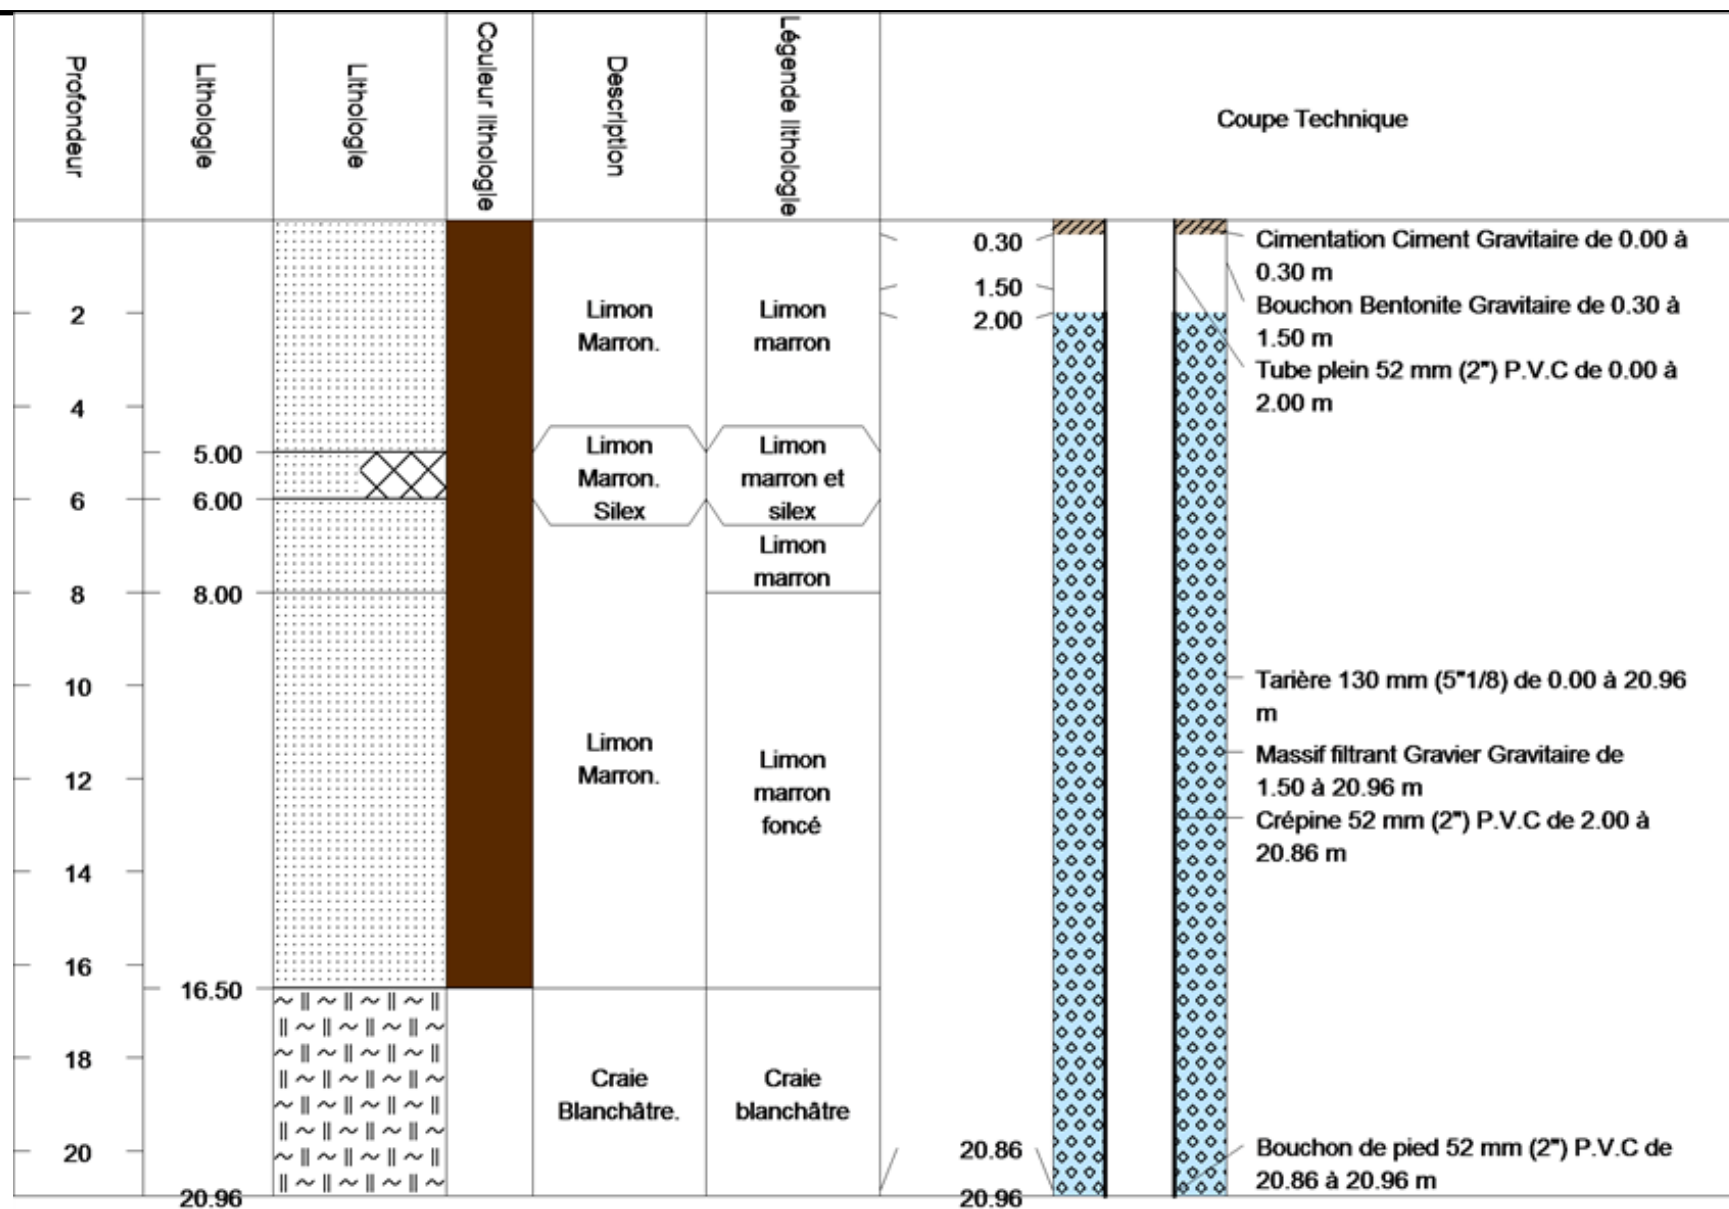 Profondeur
Lithologie
Lithologie
Couleur lithologie
Description
Légende lithologie
Coupe Technique
2
4
6
8
10
12
14
16
18
20
5.00
6.00
8.00
16.50
20.96
Limon
Marron.
Limon
Marron.
Silex
Limon
Marron.
Craie
Blanchâtre.
Limon
marron
Limon
marron et
silex
Limon
marron
Limon
marron
foncé
Craie
blanchâtre
0.30
1.50
2.00
20.86
20.96
Cimentation Ciment Gravitaire de 0.00 à
0.30 m
Bouchon Bentonite Gravitaire de 0.30 à
1.50 m
Tube plein 52 mm (2") P.V.C de 0.00 à
2.00 m
Tarière 130 mm (5"1/8) de 0.00 à 20.96
m
Massif filtrant Gravier Gravitaire de
1.50 à 20.96 m
Crépine 52 mm (2") P.V.C de 2.00 à
20.86 m
Bouchon de pied 52 mm (2") P.V.C de
20.86 à 20.96 m